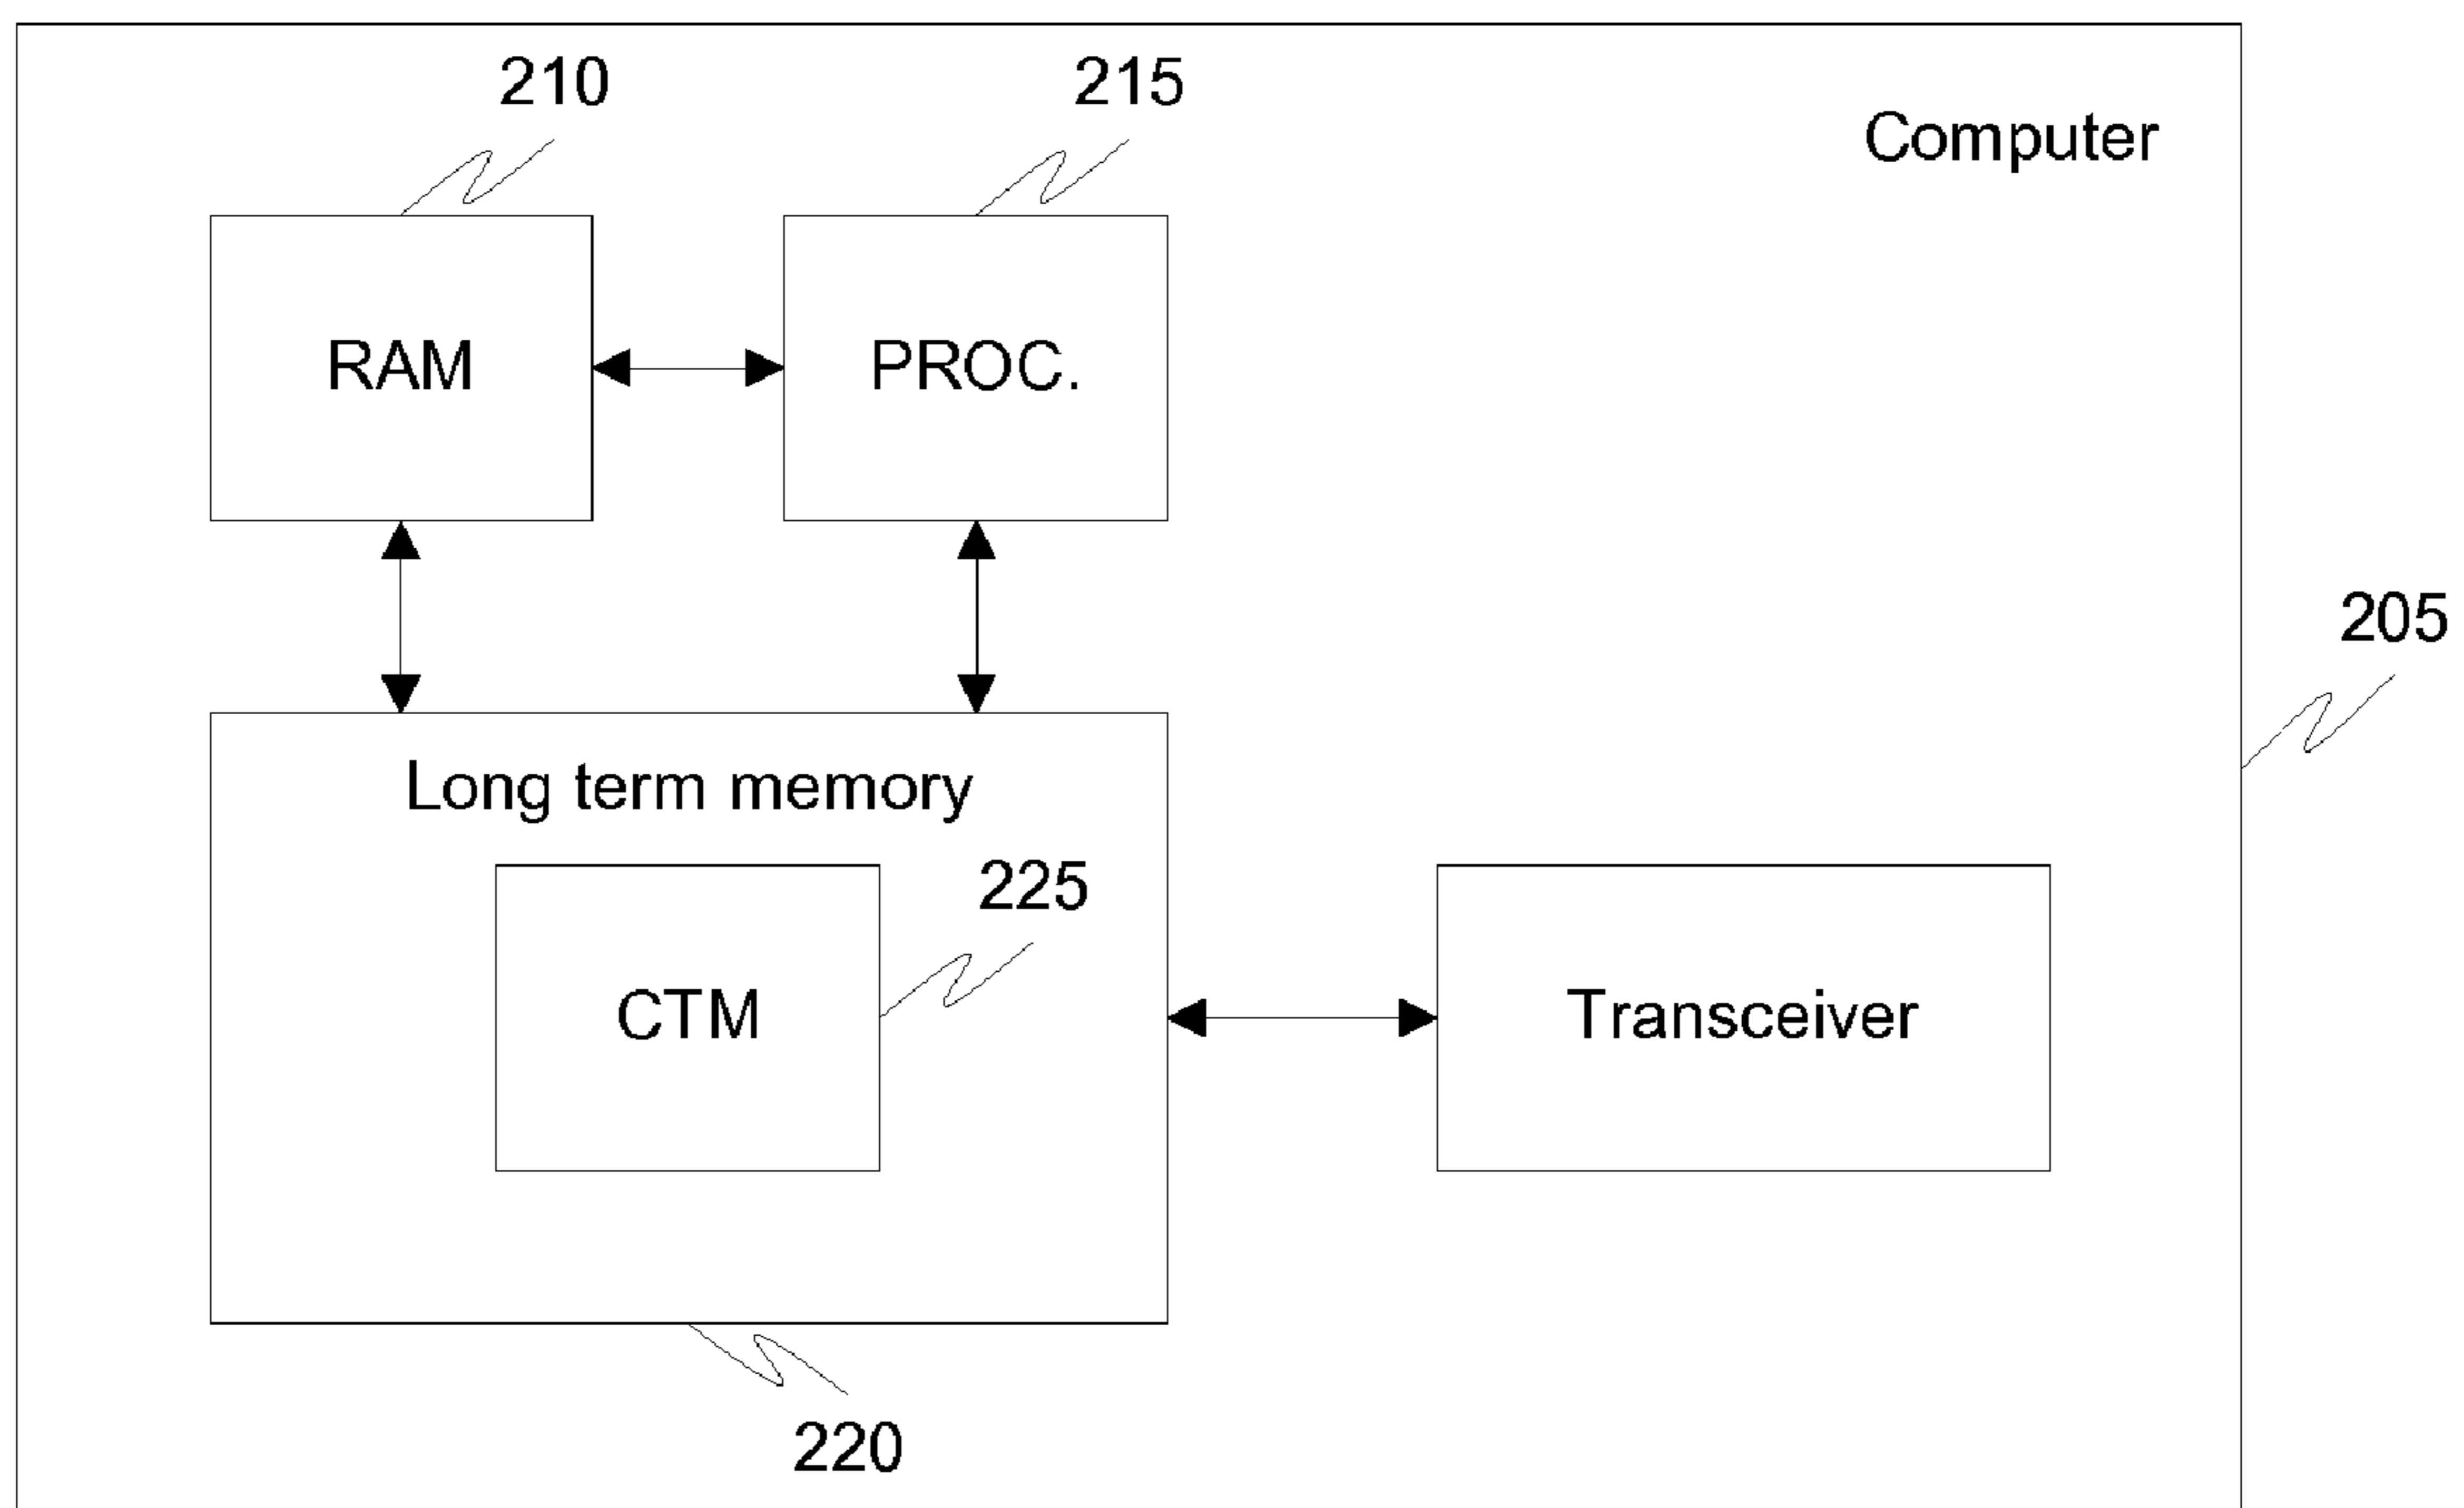 210
215
Computer
RAM
PROC.
205
Long term memory
225
CTM
Transceiver
220